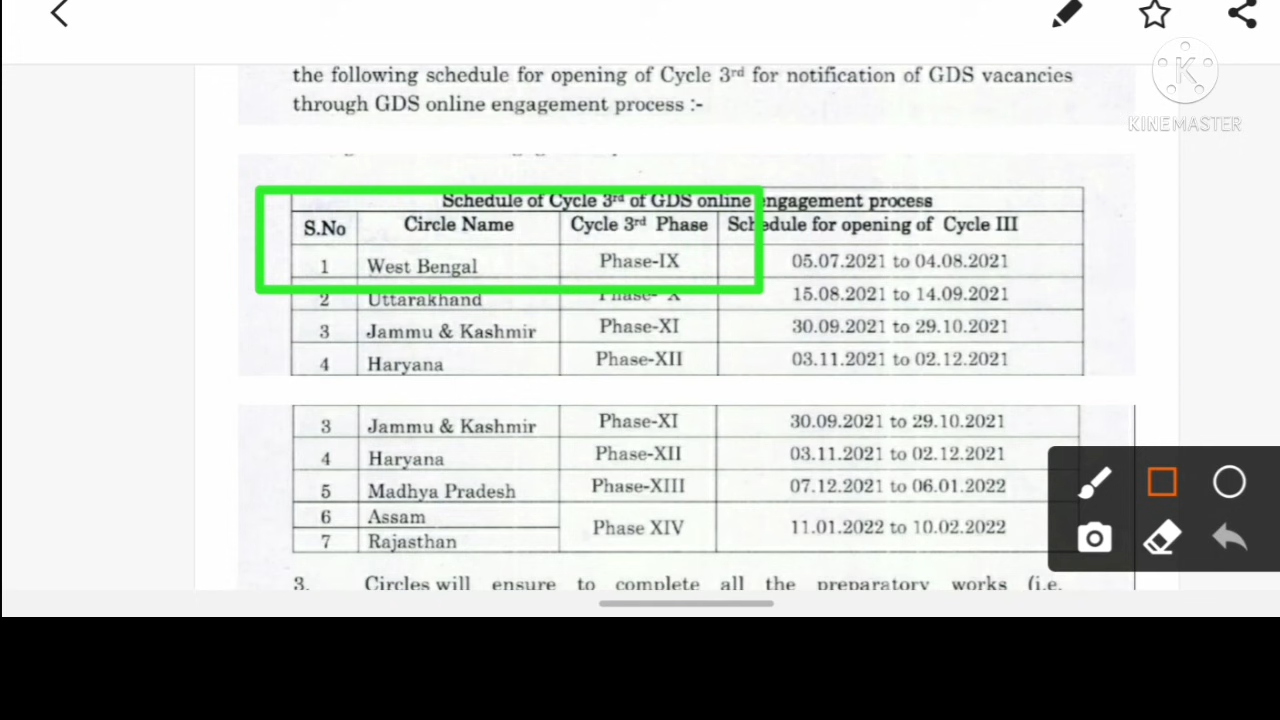 the following schedule for opening of Cycle 3rd for notification of GDS vacancies
through GDS online engagement process :-
KINEMASTER
Schedule of Cycle 3rd of GDS online engagement process
S.No Circle Name Cycle 3rd Phase Schedule for opening of Cycle III
1 West Bengal Phase-IX 05.07.2021 to 04.08.2021
2 Uttarakhand Phase- X 15.08.2021 to 14.09.2021
3 Jammu & Kashmir Phase-XI 30.09.2021 to 29.10.2021
4 Haryana Phase-XII 03.11.2021 to 02.12.2021
3 Jammu & Kashmir Phase-XI 30.09.2021 to 29.10.2021
4 Haryana Phase-XII 03.11.2021 to 02.12.2021
5 Madhya Pradesh Phase-XIII 07.12.2021 to 06.01.2022
6 Assam Phase XIV 11.01.2022 to 10.02.2022
7 Rajasthan
3. Circles will ensure to complete all the preparatory works (i.e.